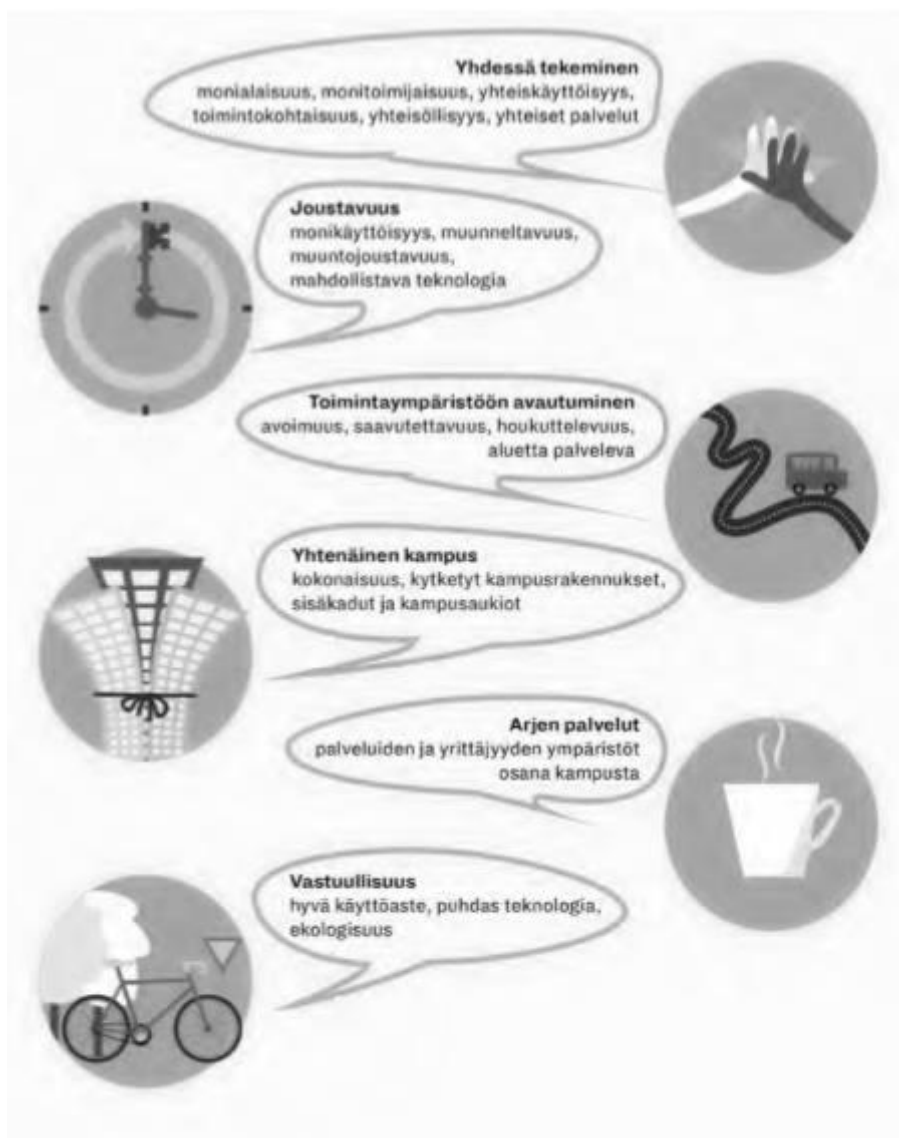 Yhdessä tekeminen
monialaisuus, monitoimijaisuus, yhteiskäyttöisyys,
toimintokohtaisuus, yhteisöllisyys, yhteiset palvelut
Joustavuus
monikäyttöisyys, muunneltavuus,
muuntojoustavuus,
mahdollistava teknologia
Toimintaympäristöön avautuminen
avoimuus, saavutettavuus, houkuttelevuus,
aluetta palveleva
Yhtenäinen kampus
kokonaisuus, kytketyt kampusrakennukset,
sisäkadut ja kampusaukiot
Arjen palvelut
palveluiden ja yrittäjyyden ympäristöt
osana kampusta
Vastuullisuus
hyvä käyttöaste, puhdas teknologia,
ekologisuus